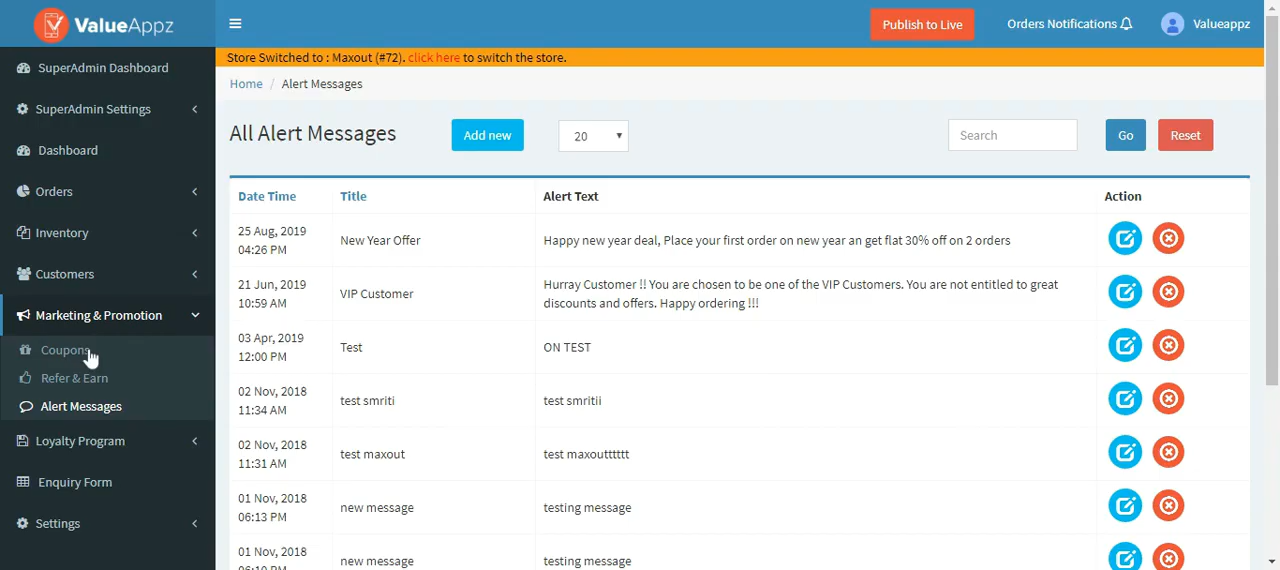 ValueAppz
Publish to Live
Orders Notifications
Valueappz
Store Switched to : Maxout (#72). click here to switch the store.
SuperAdmin Dashboard
SuperAdmin Settings
Dashboard
Orders
Inventory
Customers
Marketing & Promotion
Coupons
Refer & Earn
Alert Messages
Loyalty Program
Enquiry Form
Settings
Home / Alert Messages
All Alert Messages
Add new
20
Search
Go
Reset
Date Time Title Alert Text Action
25 Aug, 2019
04:26 PM
New Year Offer
Happy new year deal, Place your first order on new year an get flat 30% off on 2 orders
21 Jun, 2019
10:59 AM
VIP Customer
Hurray Customer !! You are chosen to be one of the VIP Customers. You are not entitled to great
discounts and offers. Happy ordering !!!
03 Apr, 2019
12:00 PM
Test
ON TEST
02 Nov, 2018
11:34 AM
test smriti
test smritii
02 Nov, 2018
11:31 AM
test maxout
test maxoutttttt
01 Nov, 2018
06:13 PM
new message
testing message
01 Nov, 2018
06:10 PM
new message
testing message